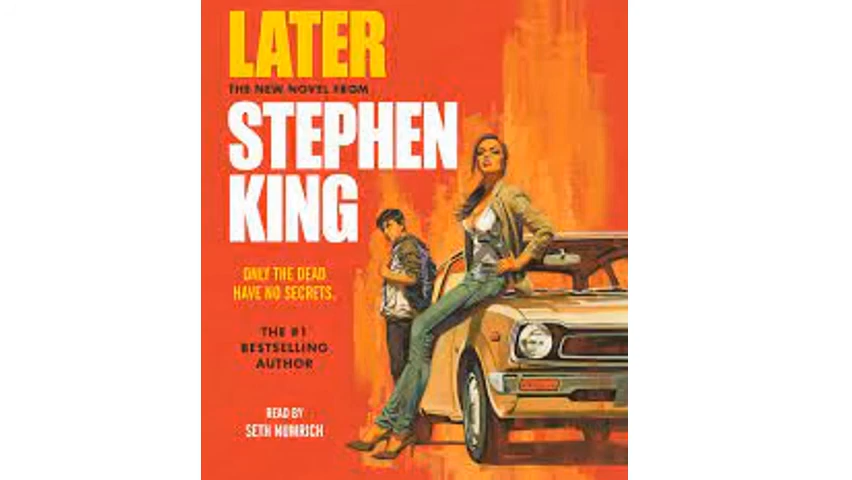 LATER
THE NEW NOVEL FROM
STEPHEN
KING
ONLY THE DEAD
HAVE NO SECRETS.
THE #1
BESTSELLING
AUTHOR
READ BY
SETH NUMRICH